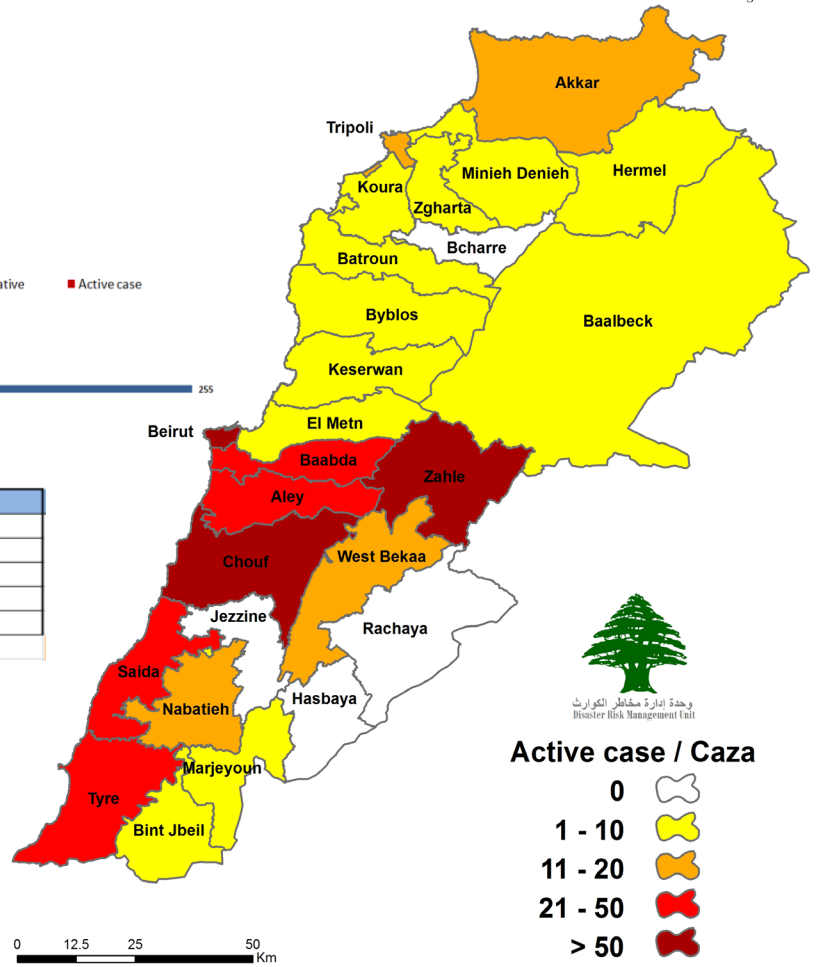 ative
Active case
255
Akkar
Tripoli
Minieh Denieh
Hermel
Koura
Zgharta
Bcharre
Batroun
Byblos
Baalbeck
Keserwan
El Metn
Beirut
Baabda
Zahle
Aley
Chouf
West Bekaa
Jezzine
Rachaya
Saida
Hasbaya
Nabatieh
Marjeyoun
Tyre
Bint Jbeil
وحدة إدارة مخاطر الكوارث
Disaster Risk Management Unit
Active case / Caza
0
1 - 10
11 - 20
21 - 50
> 50
0 12.5 25 50
Km